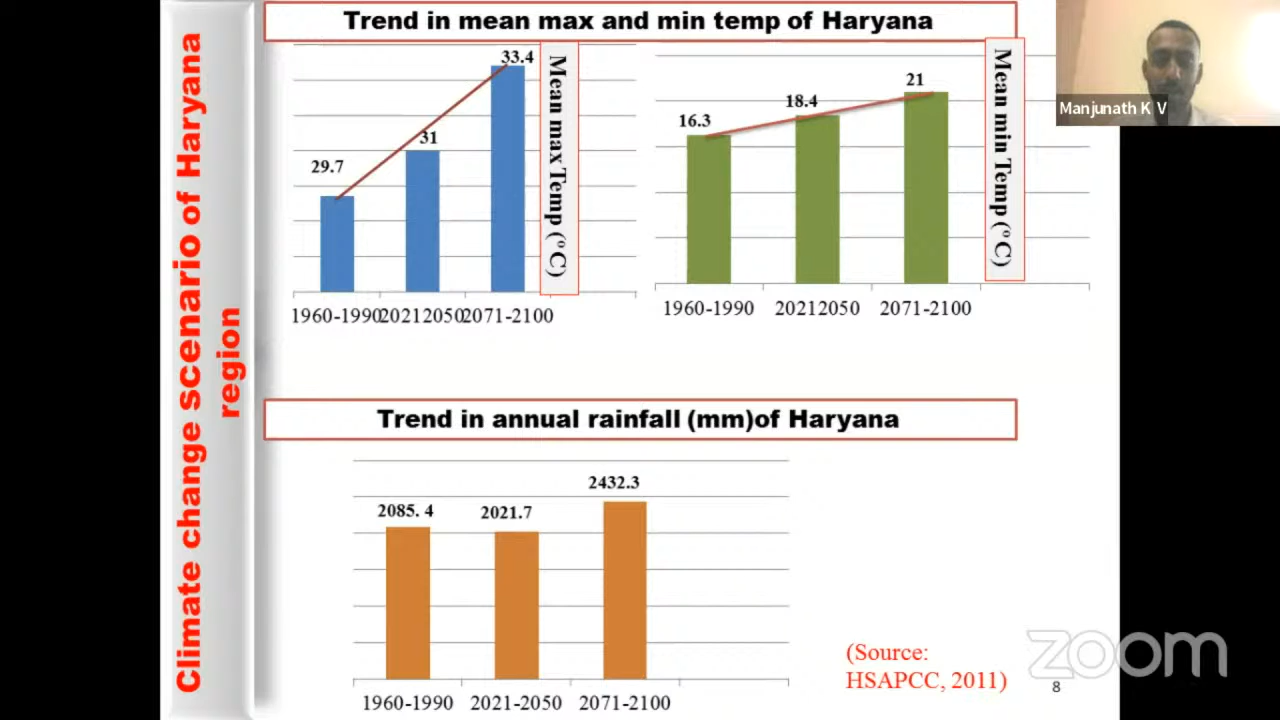 Climate change scenario of Haryana
region
Trend in mean max and min temp of Haryana
29.7
31
33.4
Mean max Temp (°C)
1960-1990
20212050
2071-2100
16.3
18.4
21
Mean min Temp (°C)
1960-1990
20212050
2071-2100
Manjunath K V
Trend in annual rainfall (mm)of Haryana
2085. 4
2021.7
2432.3
1960-1990
2021-2050
2071-2100
(Source:
HSAPCC, 2011)
8
zoom